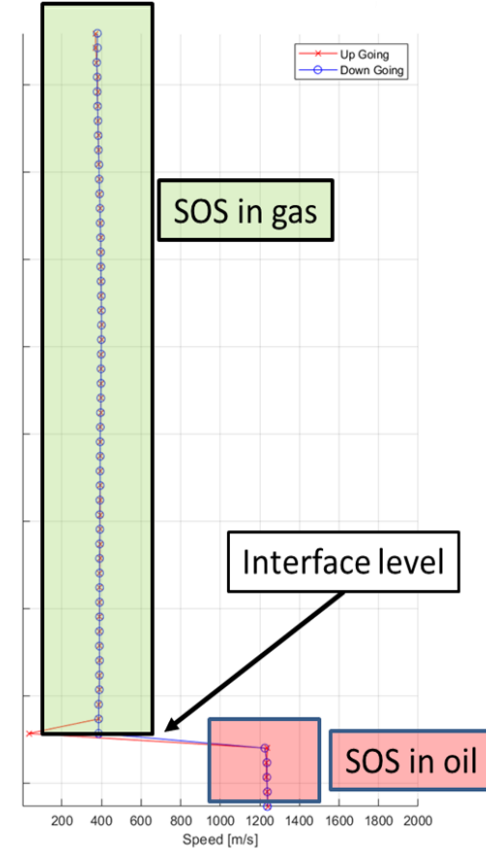 Up Going
Down Going
SOS in gas
Interface level
SOS in oil
200 400 600 800 1000 1200 1400 1600 1800 2000
Speed [m/s]